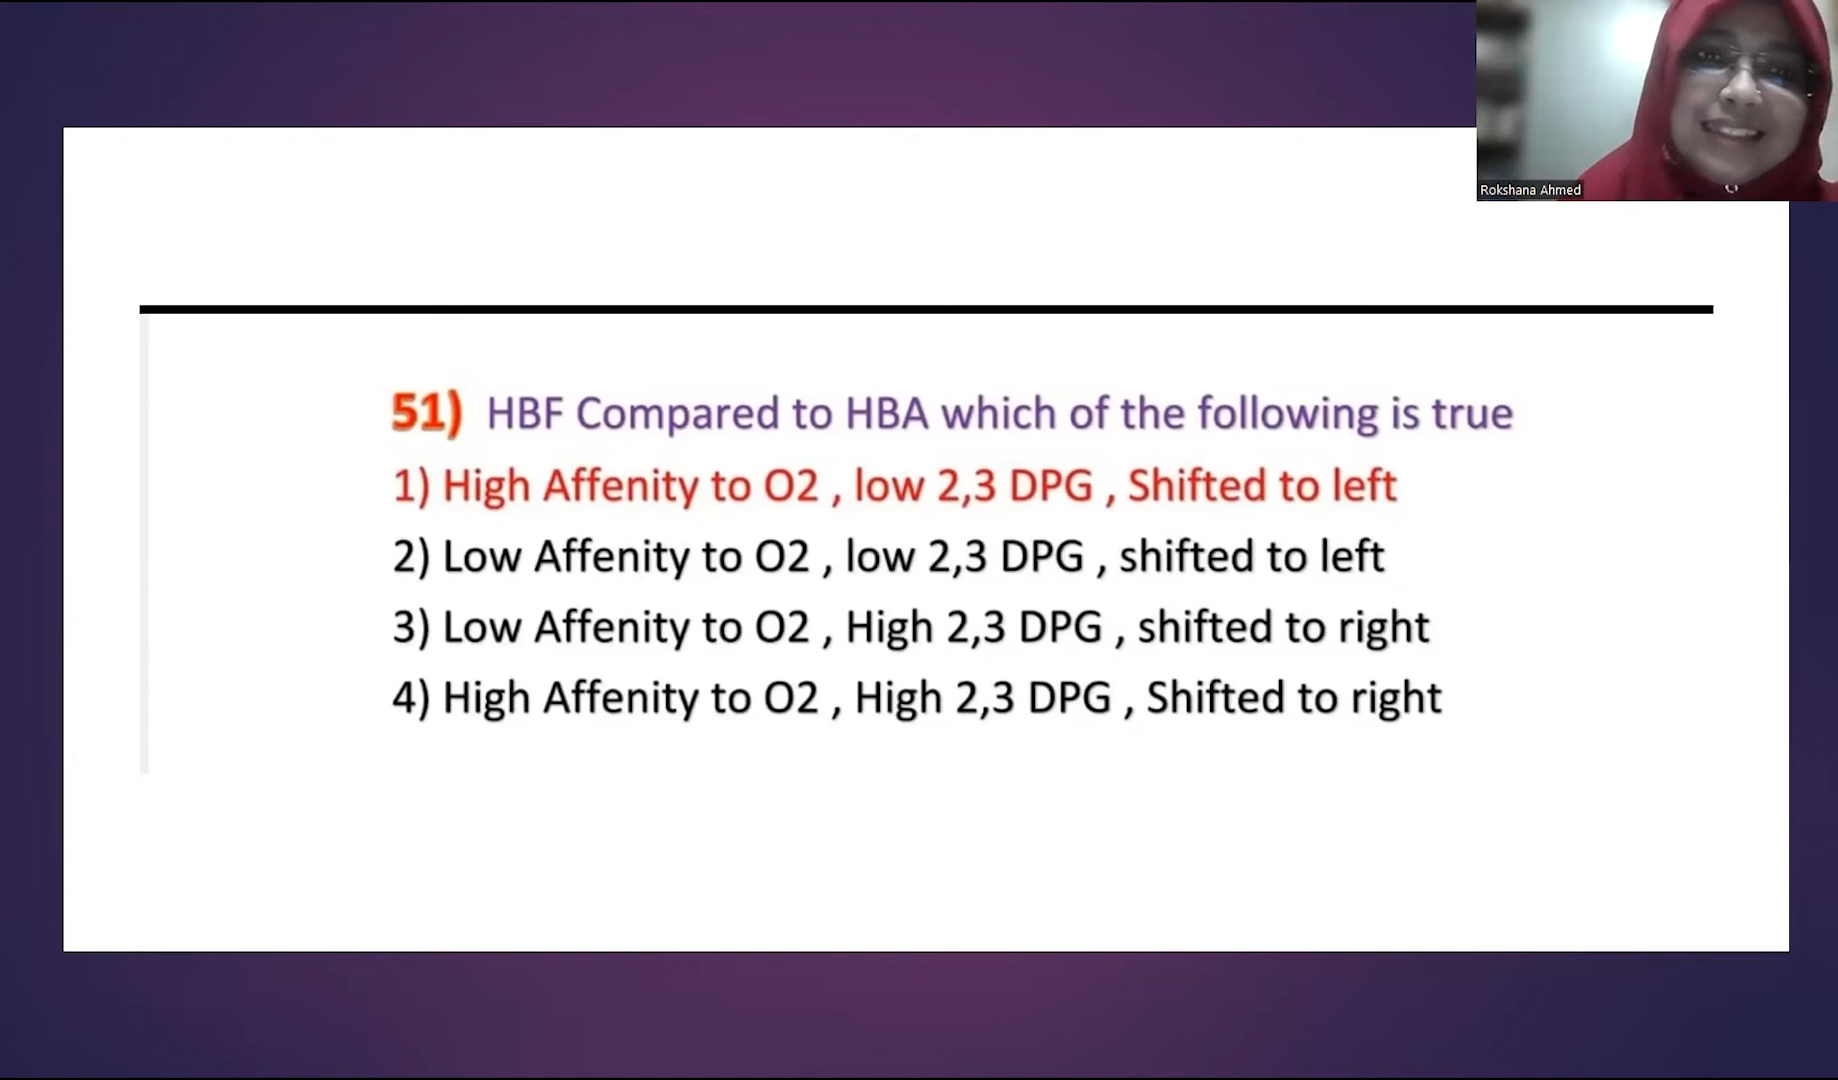 Rokshana Ahmed
51) HBF Compared to HBA which of the following is true
1) High Affenity to O2 , low 2,3 DPG , Shifted to left
2) Low Affenity to O2 , low 2,3 DPG , shifted to left
3) Low Affenity to O2 , High 2,3 DPG , shifted to right
4) High Affenity to O2 , High 2,3 DPG , Shifted to right